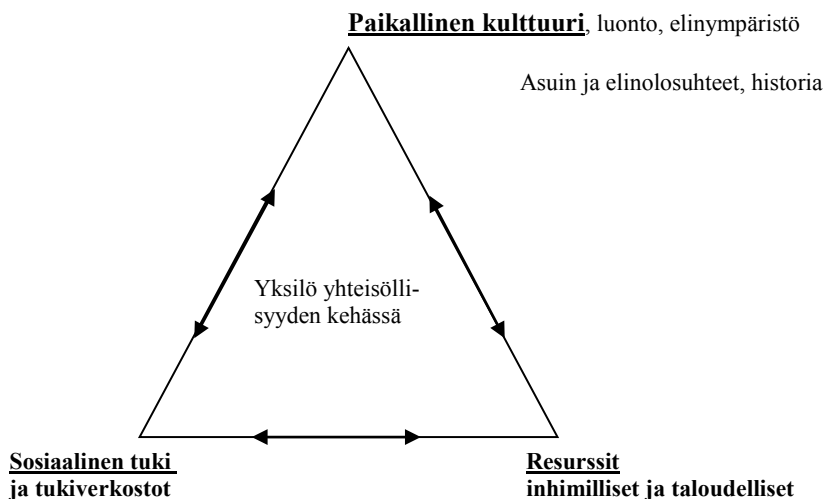 Paikallinen kulttuuri, luonto, elinympäristö
Asuin ja elinolosuhteet, historia
Yksilö yhteisölli-
syyden kehässä
Sosiaalinen tuki
ja tukiverkostot
Resurssit
inhimilliset ja taloudelliset